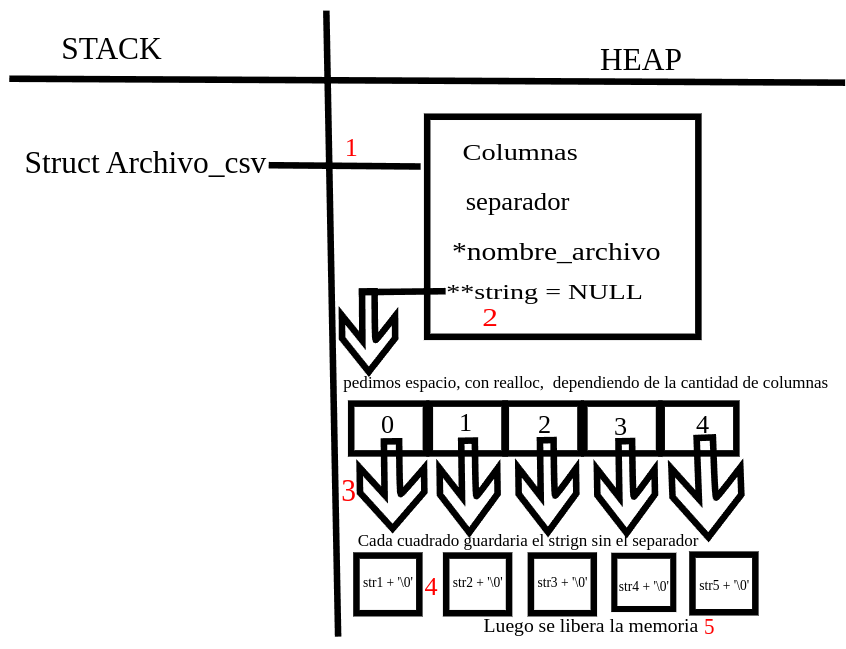 STACK
HEAP
Struct Archivo_csv
1
Columnas
separador
*nombre_archivo
**string = NULL
2
pedimos espacio, con realloc, dependiendo de la cantidad de columnas
0 1 2 3 4
3
Cada cuadrado guardaria el strign sin el separador
str1 + '\0' 4 str2 + '\0' str3 + '\0' str4 + '\0' str5 + '\0'
Luego se libera la memoria 5